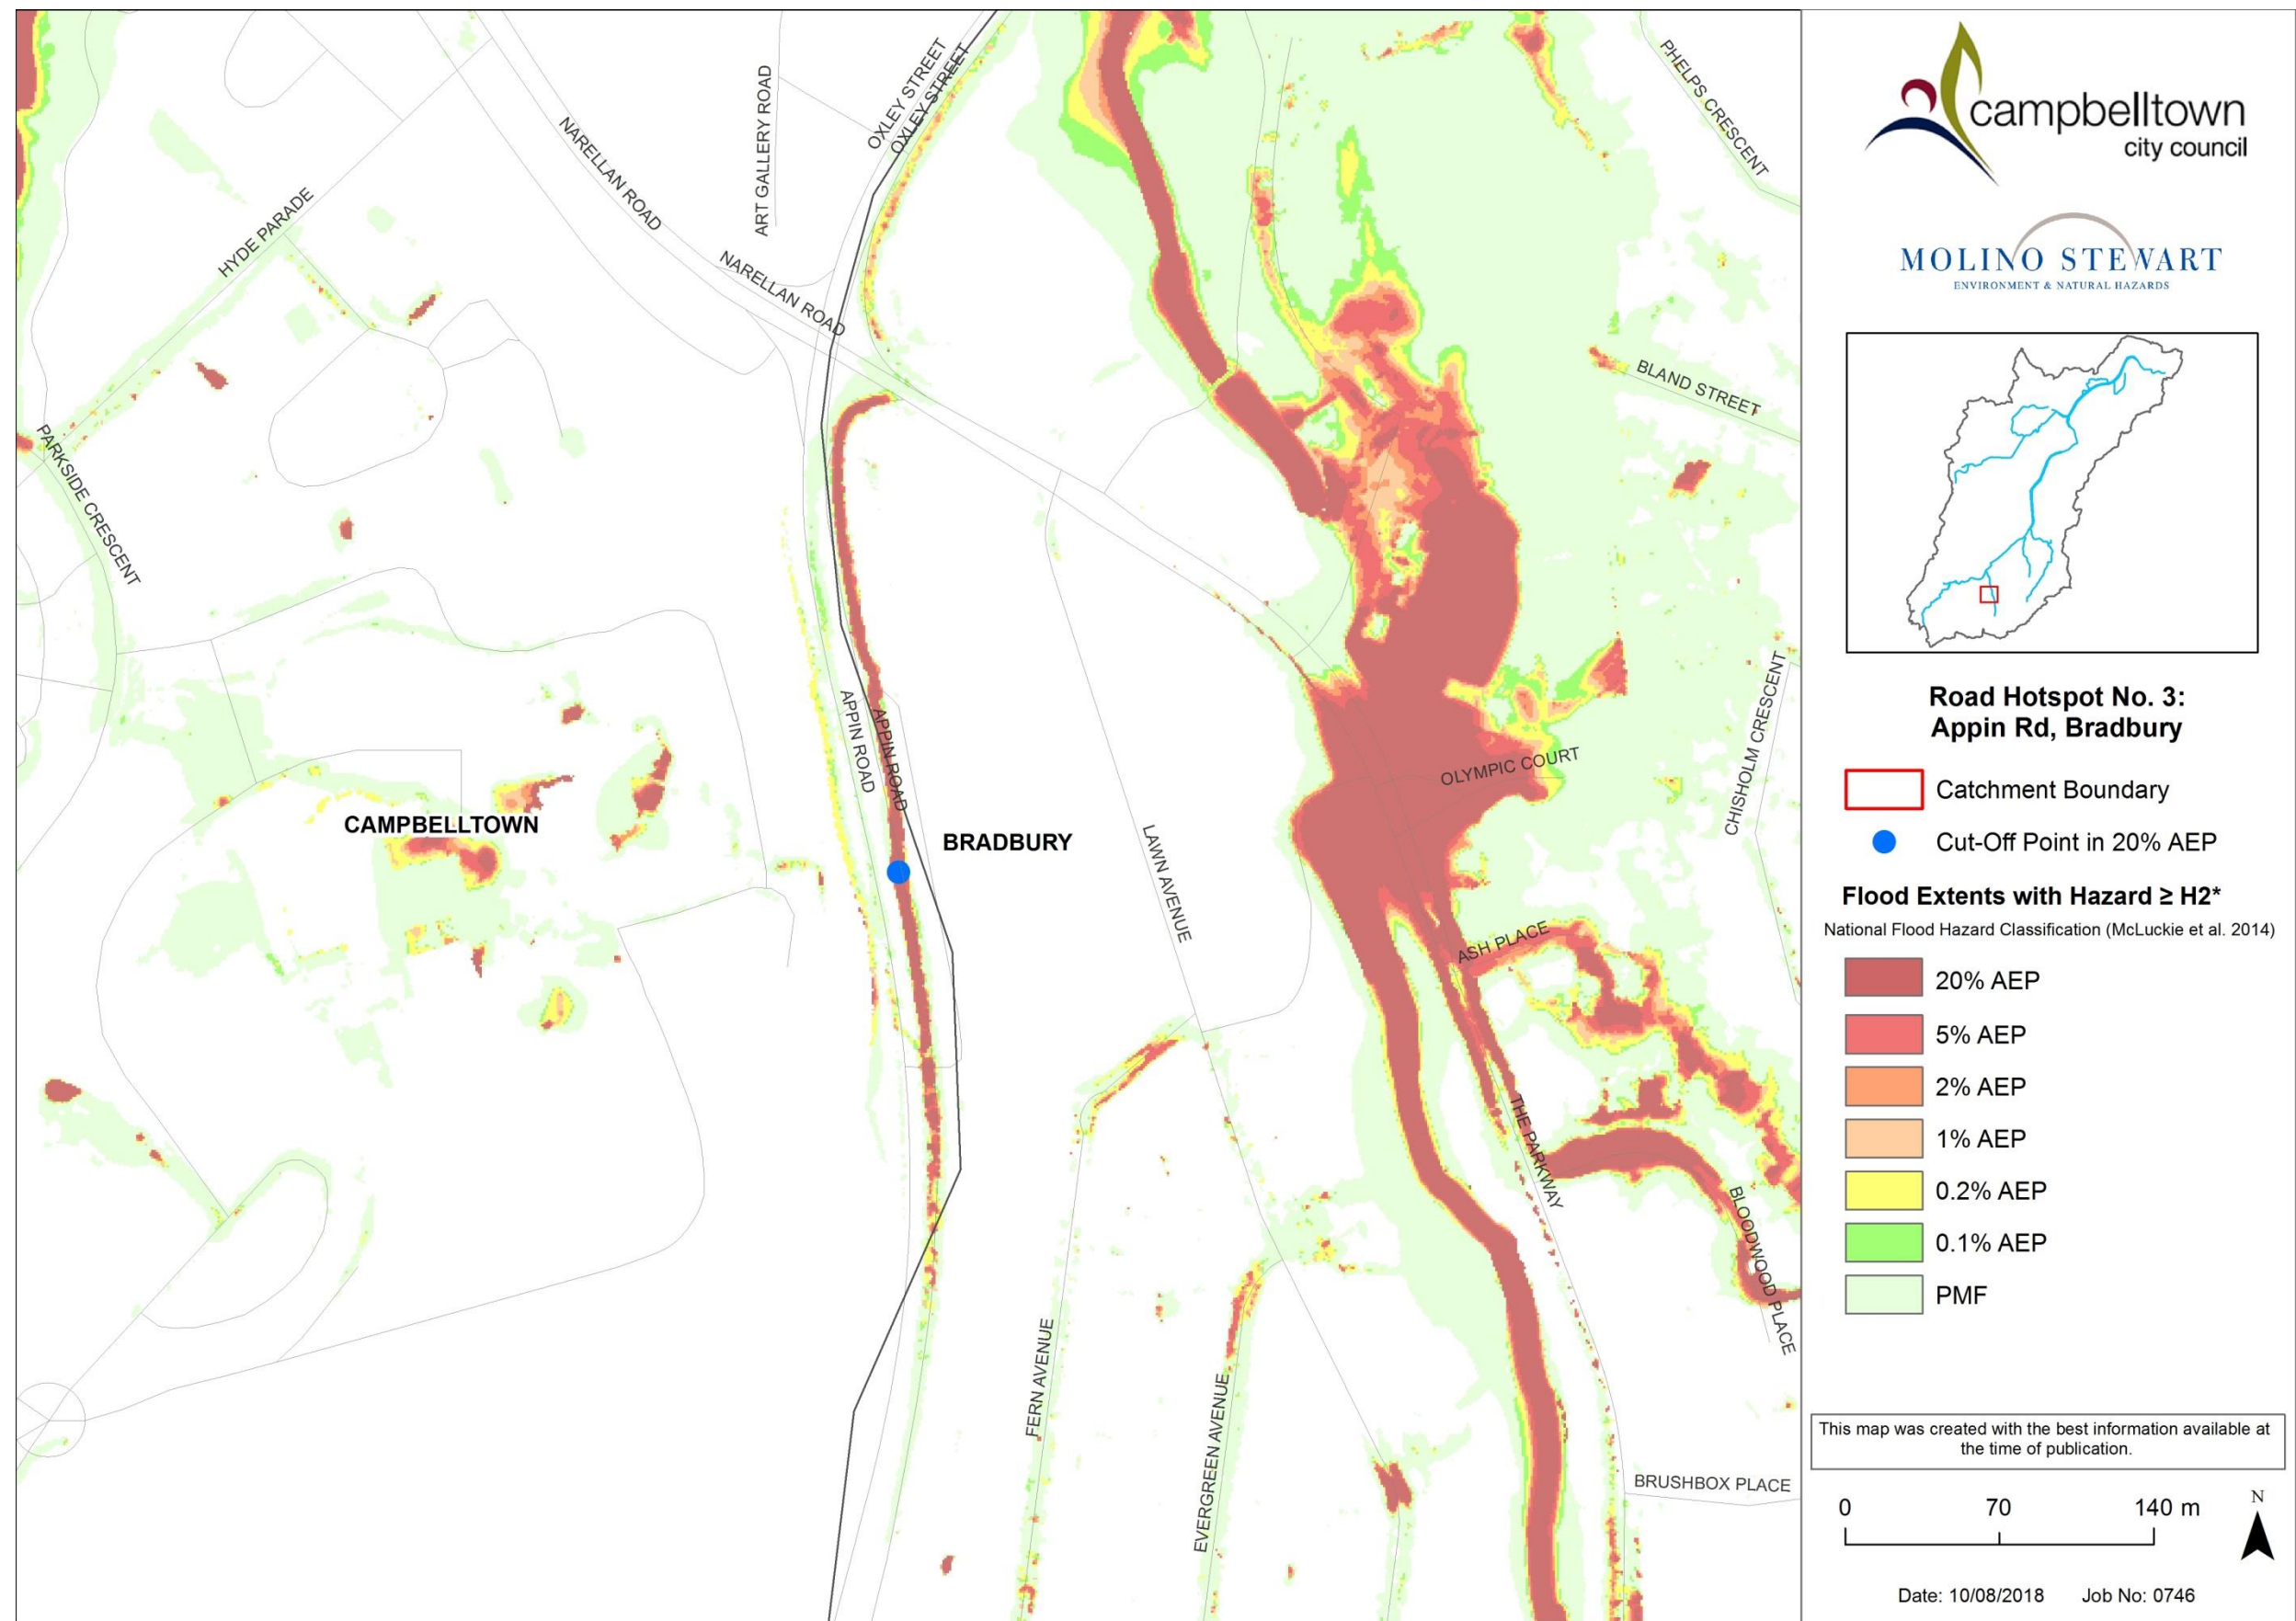 OXLEY STREET
OXLEY STREET
ART GALLERY ROAD
NARELLAN ROAD
PHELPS CRESCENT
HYDE PARADE
NARELLAN ROAD
BLAND STREET
PARKSIDE CRESCENT
APPIN ROAD
APPIN ROAD
OLYMPIC COURT
CHISHOLM CRESCENT
CAMPBELLTOWN
BRADBURY
LAWN AVENUE
ASH PLACE
THE PARKWAY
BLOODWOOD PLACE
FERN AVENUE
EVERGREEN AVENUE
BRUSHBOX PLACE
campbelltown
city council
MOLINO STEWART
ENVIRONMENT & NATURAL HAZARDS
Road Hotspot No. 3:
Appin Rd, Bradbury
Catchment Boundary
Cut-Off Point in 20% AEP
Flood Extents with Hazard ≥ H2*
National Flood Hazard Classification (McLuckie et al. 2014)
20% AEP
5% AEP
2% AEP
1% AEP
0.2% AEP
0.1% AEP
PMF
This map was created with the best information available at
the time of publication.
0 70 140 m
N
Date: 10/08/2018 Job No: 0746